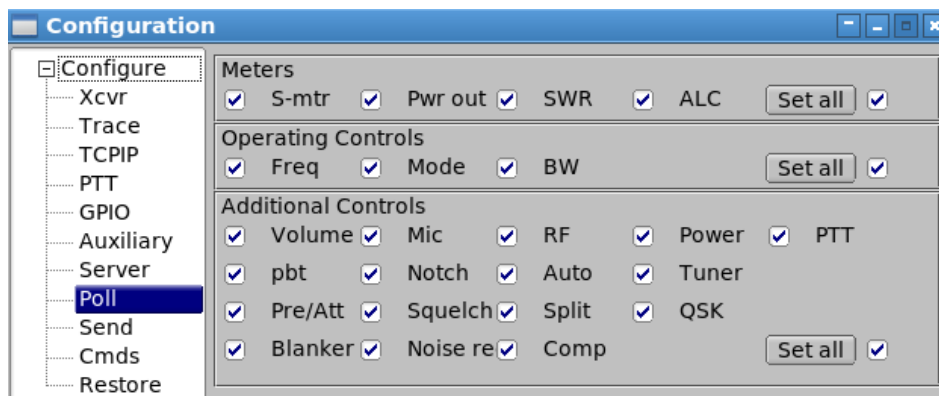 Configuration
Configure
Xcvr
Trace
TCPIP
PTT
GPIO
Auxiliary
Server
Poll
Send
Cmds
Restore
Meters
S-mtr Pwr out SWR ALC Set all
Operating Controls
Freq Mode BW Set all
Additional Controls
Volume Mic RF Power PTT
pbt Notch Auto Tuner
Pre/Att Squelch Split QSK
Blanker Noise re Comp Set all